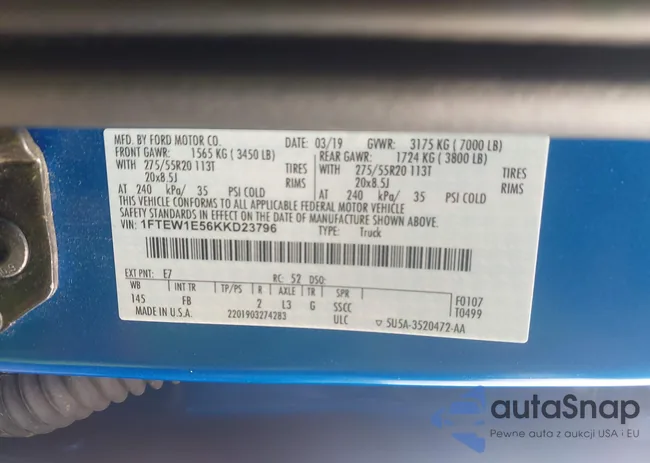 MFD. BY FORD MOTOR CO. DATE: 03/19 GVWR: 3175 KG (7000 LB)
FRONT GAWR: 1565 KG (3450 LB) REAR GAWR: 1724 KG (3800 LB)
WITH 275/55R20 113T TIRES WITH 275/55R20 113T TIRES
20x8.5J RIMS 20x8.5J RIMS
AT 240 kPa/ 35 PSI COLD AT 240 kPa/ 35 PSI COLD
THIS VEHICLE CONFORMS TO ALL APPLICABLE FEDERAL MOTOR VEHICLE
SAFETY STANDARDS IN EFFECT ON THE DATE OF MANUFACTURE SHOWN ABOVE
VIN: 1FTEW1E56KKD23796 TYPE: Truck
EXT PNT: E7 RC: 52 DSO:
WB INT TR TP/PS R AXLE TR SPR
145 FB 2 L3 G SSCC F0107
MADE IN U.S.A. 2201903274283 ULC T0499
▽ 5U5A-3520472-AA
autaSnap
Pewne auta z aukcji USA i EU